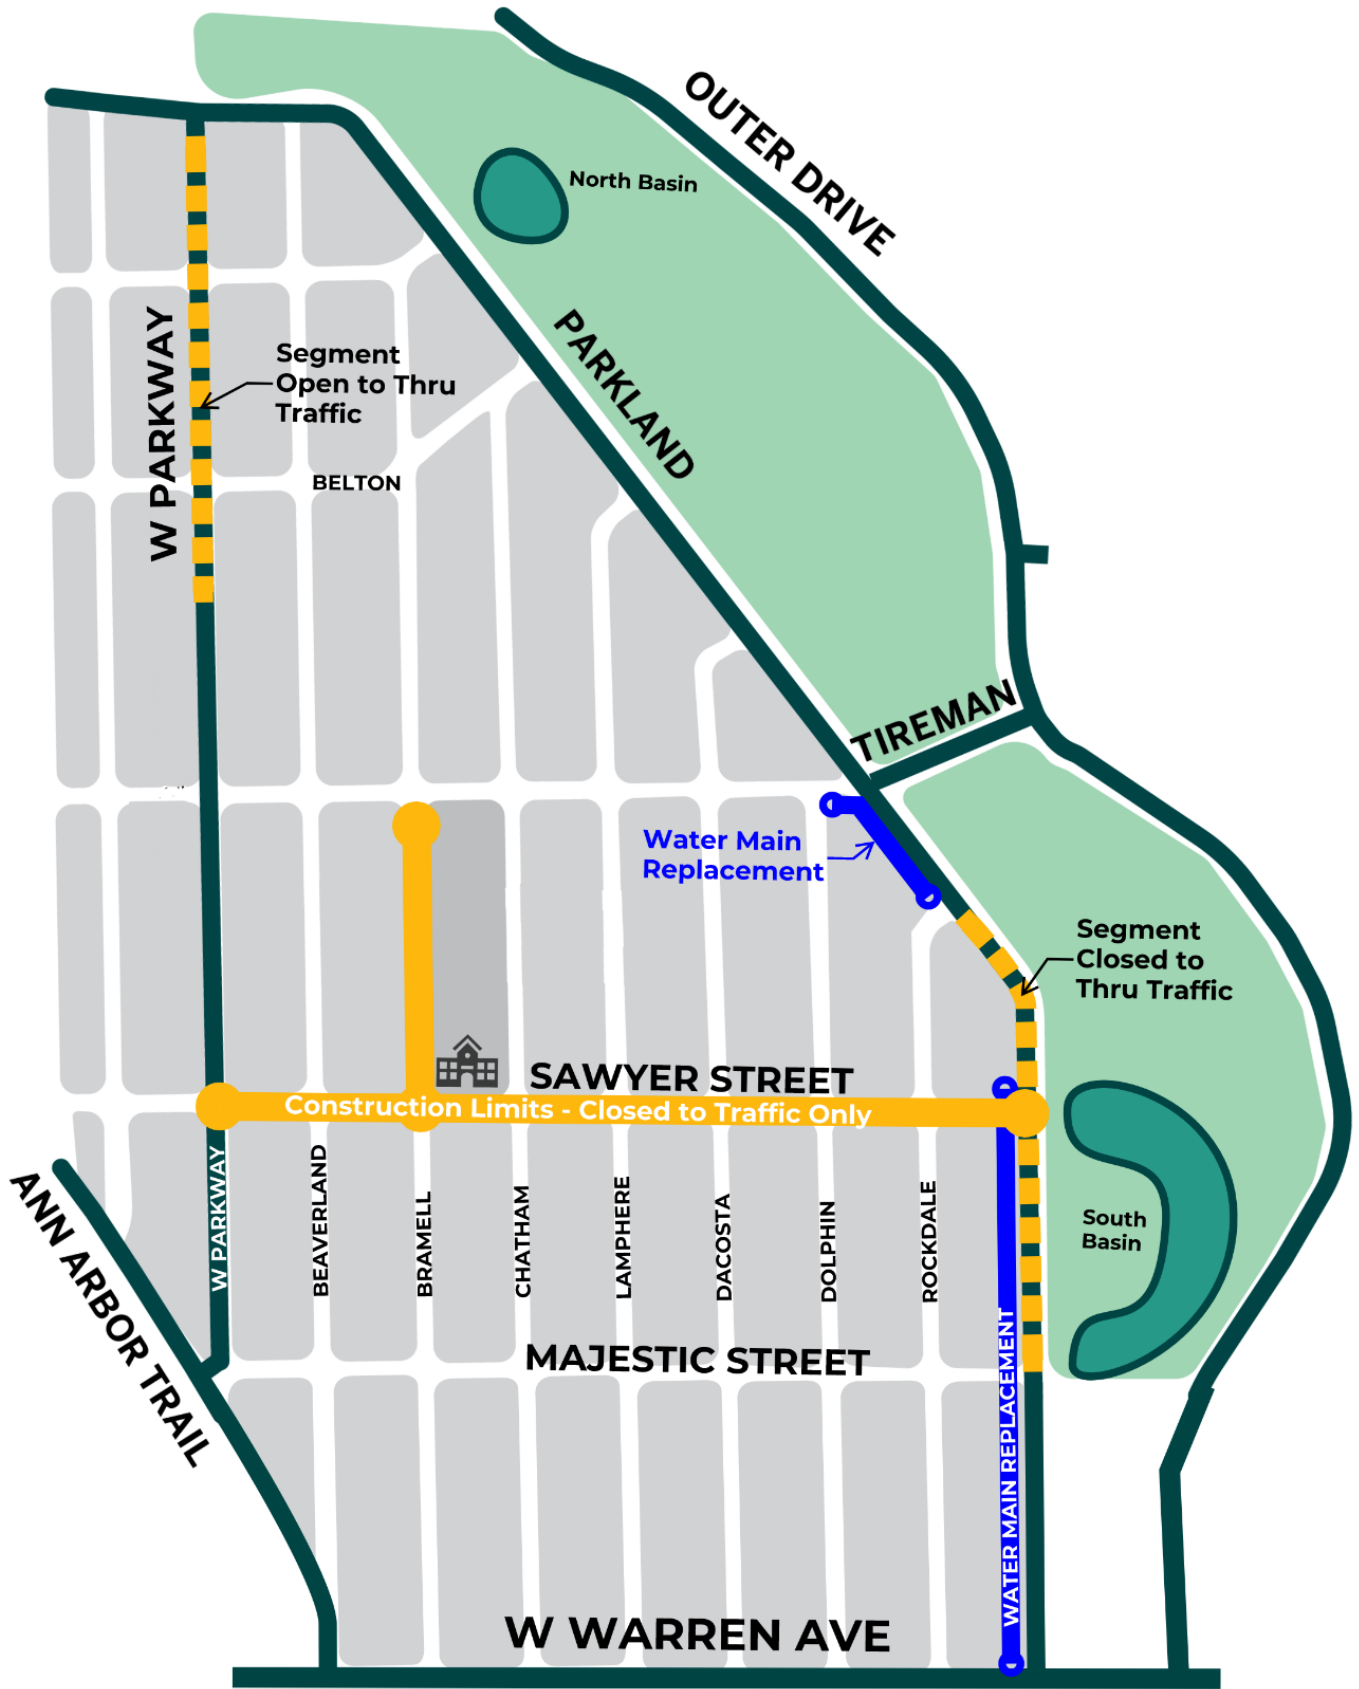 OUTER DRIVE
North Basin
W PARKWAY
Segment
Open to Thru
Traffic
PARKLAND
BELTON
TIREMAN
Water Main
Replacement
Segment
Closed to
Thru Traffic
SAWYER STREET
Construction Limits - Closed to Traffic Only
W PARKWAY
BEAVERLAND
BRAMELL
CHATHAM
LAMPHERE
DACOSTA
DOLPHIN
ROCKDALE
South
Basin
ANN ARBOR TRAIL
MAJESTIC STREET
WATER MAIN REPLACEMENT
W WARREN AVE